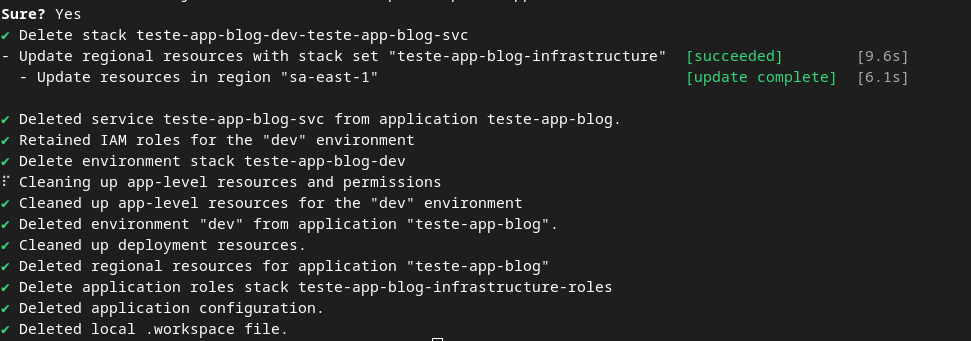 Sure? Yes
✔ Delete stack teste-app-blog-dev-teste-app-blog-svc
- Update regional resources with stack set "teste-app-blog-infrastructure" [succeeded] [9.6s]
- Update resources in region "sa-east-1" [update complete] [6.1s]
✔ Deleted service teste-app-blog-svc from application teste-app-blog.
✔ Retained IAM roles for the "dev" environment
✔ Delete environment stack teste-app-blog-dev
⠏ Cleaning up app-level resources and permissions
✔ Cleaned up app-level resources for the "dev" environment
✔ Deleted environment "dev" from application "teste-app-blog".
✔ Cleaned up deployment resources.
✔ Deleted regional resources for application "teste-app-blog"
✔ Delete application roles stack teste-app-blog-infrastructure-roles
✔ Deleted application configuration.
✔ Deleted local .workspace file.